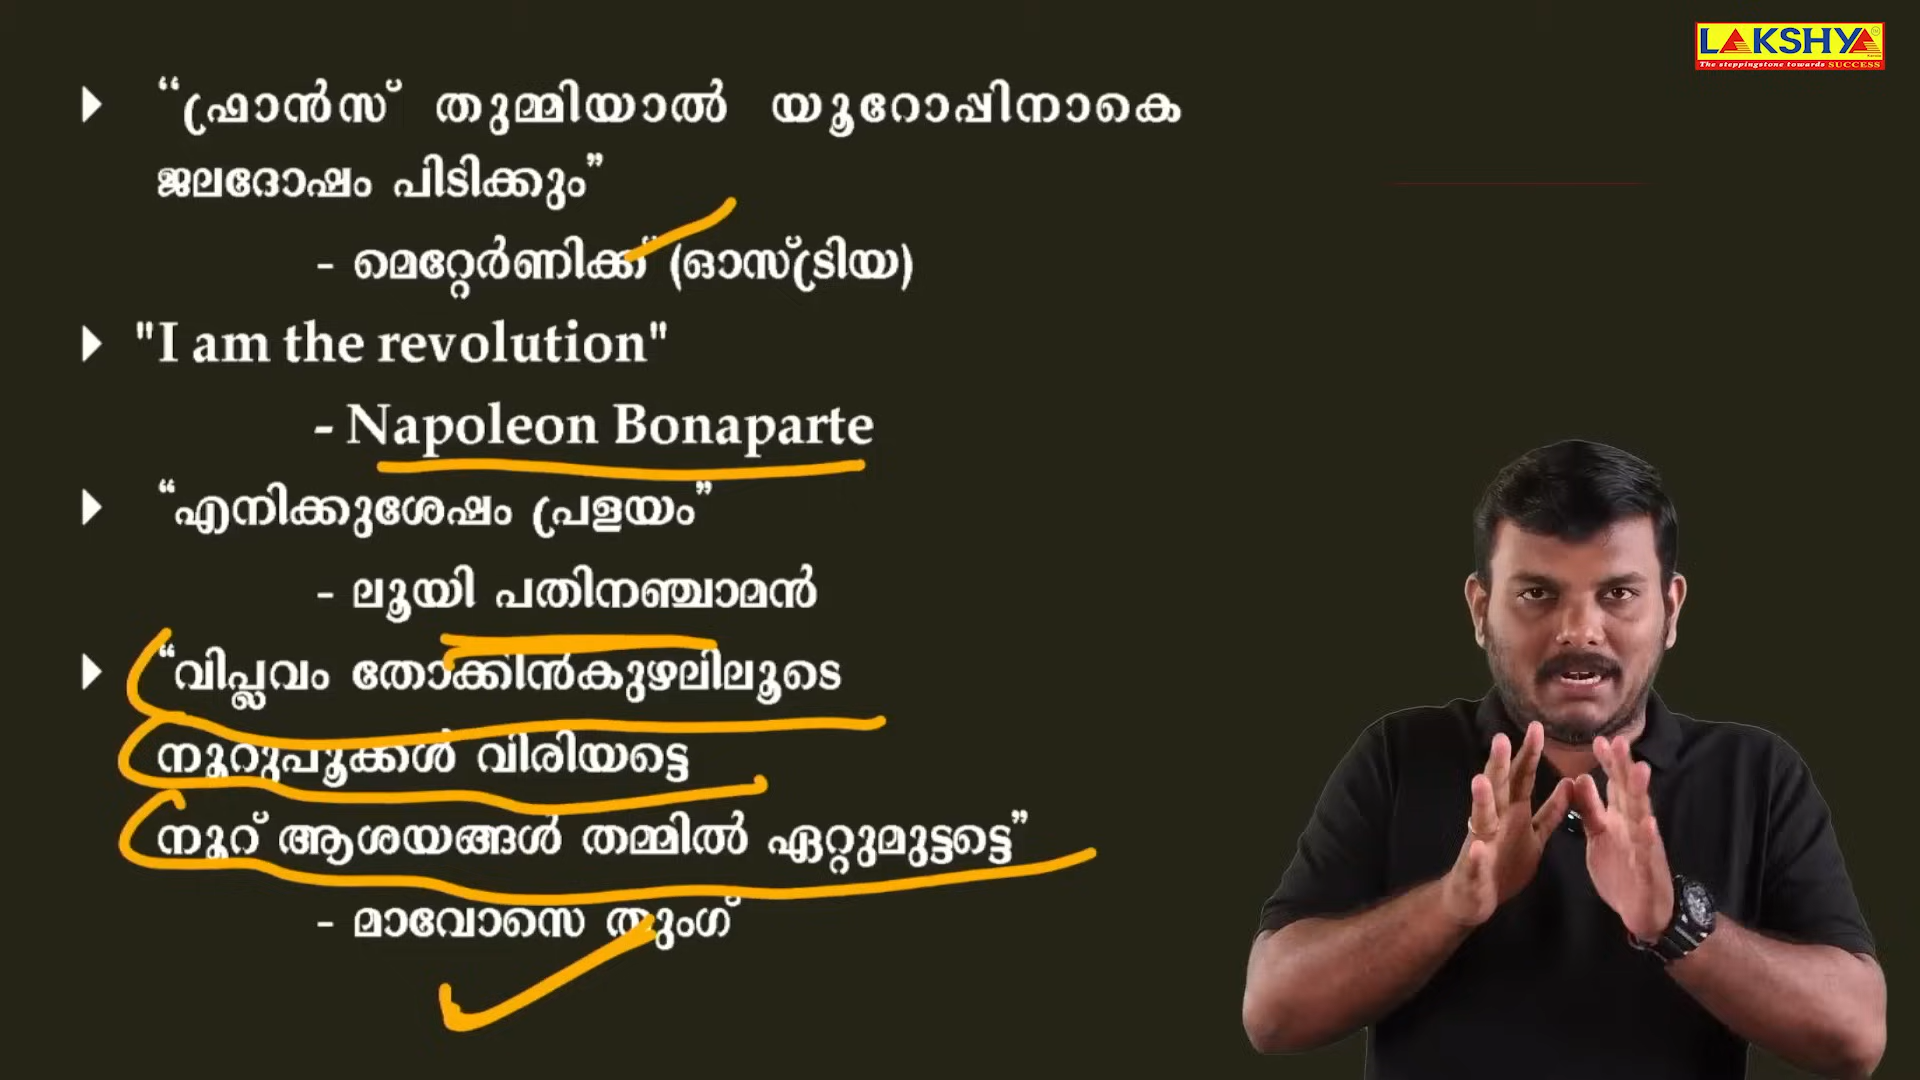 LAKSHYA
The steppingstone towards SUCCESS
“ഫ്രാൻസ് തുമ്മിയാൽ യൂറോപ്പിനാകെ
ജലദോഷം പിടിക്കും”
- മെറ്റേർണിക്ക് (ഓസ്ട്രിയ)
"I am the revolution"
- Napoleon Bonaparte
“എനിക്കുശേഷം പ്രളയം”
- ലൂയി പതിനഞ്ചാമൻ
“വിപ്ലവം തോക്കിൻകുഴലിലൂടെ
നൂറുപൂക്കൾ വിരിയട്ടെ
നൂറ് ആശയങ്ങൾ തമ്മിൽ ഏറ്റുമുട്ടട്ടെ”
- മാവോസെ തുംഗ്